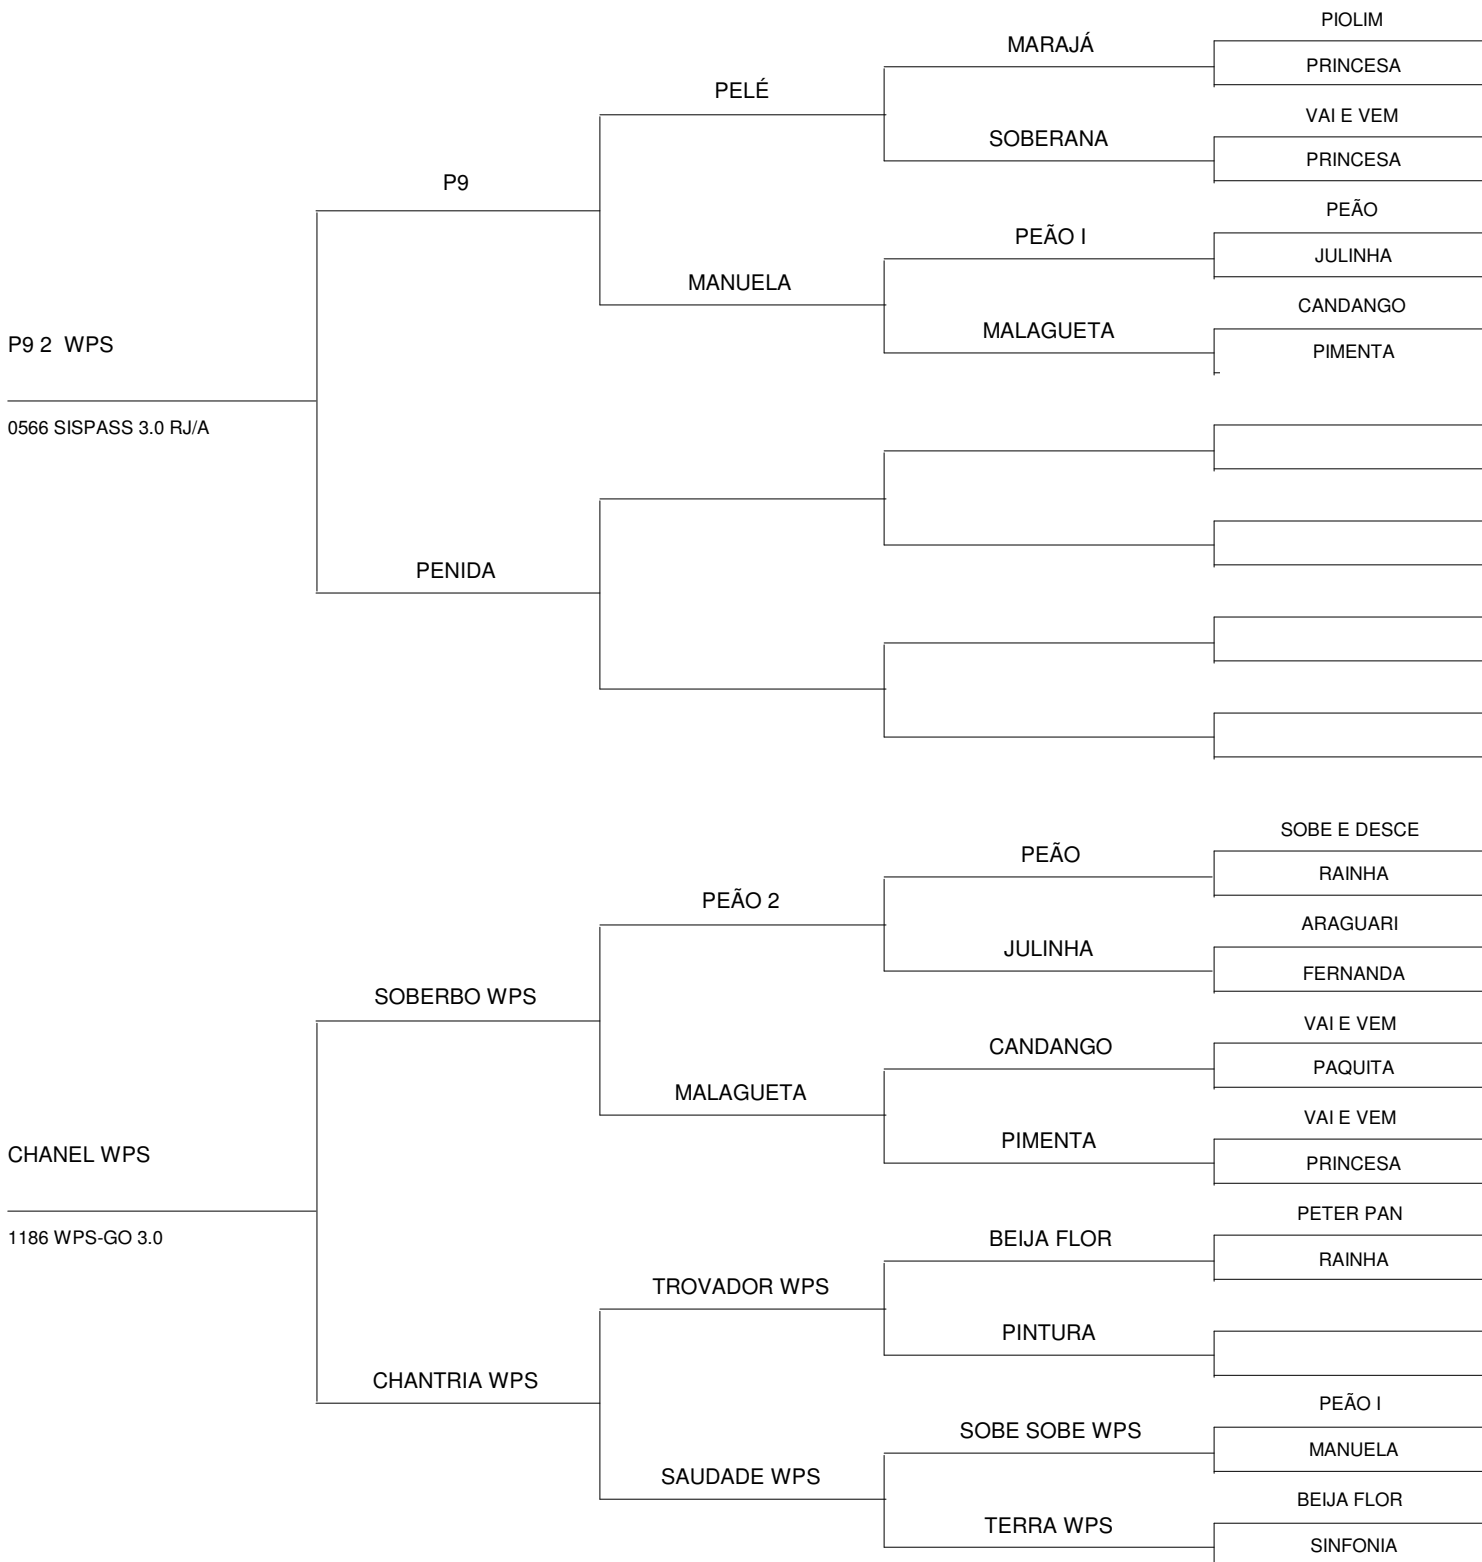 PIOLIM
MARAJÁ
PRINCESA
PELÉ
VAI E VEM
SOBERANA
PRINCESA
P9
PEÃO
PEÃO I
JULINHA
MANUELA
CANDANGO
MALAGUETA
P9 2 WPS
PIMENTA
0566 SISPASS 3.0 RJ/A
PENIDA
SOBE E DESCE
PEÃO
RAINHA
PEÃO 2
ARAGUARI
JULINHA
FERNANDA
SOBERBO WPS
VAI E VEM
CANDANGO
PAQUITA
MALAGUETA
VAI E VEM
PIMENTA
CHANEL WPS
PRINCESA
PETER PAN
1186 WPS-GO 3.0
BEIJA FLOR
RAINHA
TROVADOR WPS
PINTURA
CHANTRIA WPS
PEÃO I
SOBE SOBE WPS
MANUELA
SAUDADE WPS
BEIJA FLOR
TERRA WPS
SINFONIA